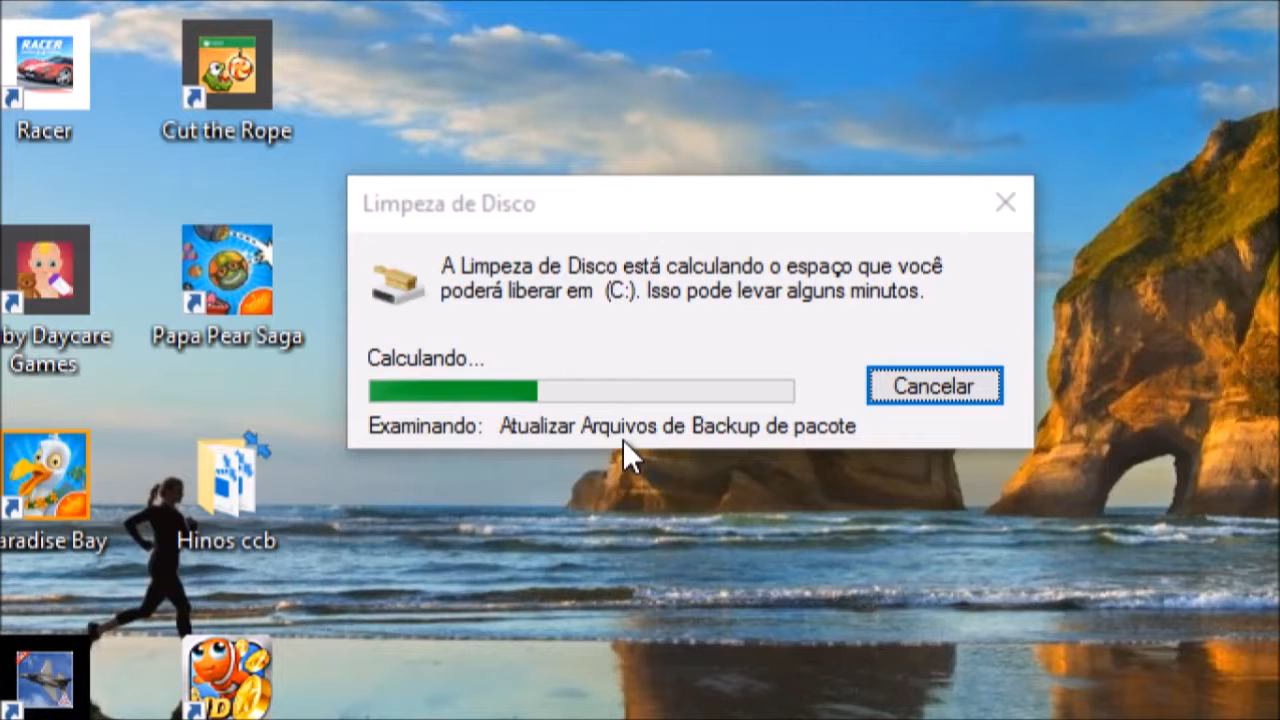 RACER
Racer
Cut the Rope
Limpeza de Disco
A Limpeza de Disco está calculando o espaço que você
poderá liberar em (C:). Isso pode levar alguns minutos.
Calculando...
Cancelar
Examinando: Atualizar Arquivos de Backup de pacote
by Daycare
Games
Papa Pear Saga
aradise Bay
Hinos ccb